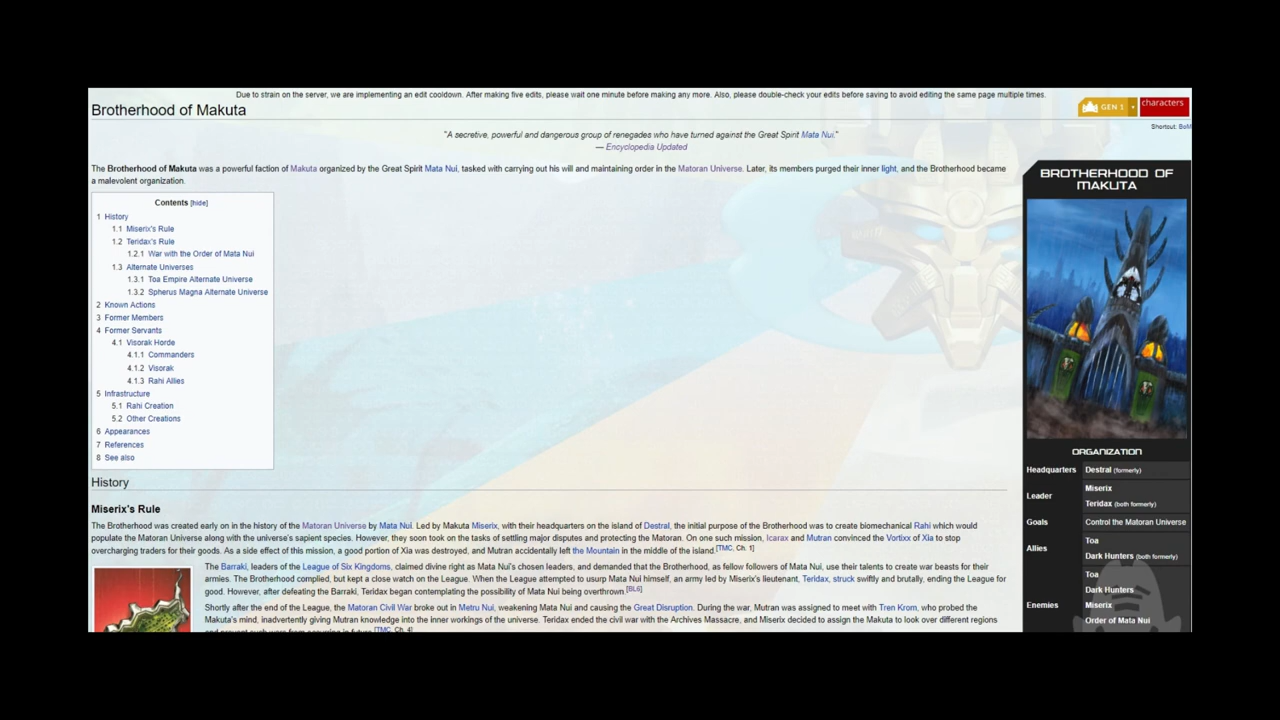 Due to strain on the server, we are implementing an edit cooldown. After making five edits, please wait one minute before making any more. Also, please double-check your edits before saving to avoid editing the same page multiple times.
Brotherhood of Makuta
GEN 1
characters
Shortcut: BoM
"A secretive, powerful and dangerous group of renegades who have turned against the Great Spirit Mata Nui."
— Encyclopedia Updated
The Brotherhood of Makuta was a powerful faction of Makuta organized by the Great Spirit Mata Nui, tasked with carrying out his will and maintaining order in the Matoran Universe. Later, its members purged their inner light, and the Brotherhood became
a malevolent organization.
Contents [hide]
1 History
1.1 Miserix's Rule
1.2 Teridax's Rule
1.2.1 War with the Order of Mata Nui
1.3 Alternate Universes
1.3.1 Toa Empire Alternate Universe
1.3.2 Spherus Magna Alternate Universe
2 Known Actions
3 Former Members
4 Former Servants
4.1 Visorak Horde
4.1.1 Commanders
4.1.2 Visorak
4.1.3 Rahi Allies
5 Infrastructure
5.1 Rahi Creation
5.2 Other Creations
6 Appearances
7 References
8 See also
History
Miserix's Rule
The Brotherhood was created early on in the history of the Matoran Universe by Mata Nui. Led by Makuta Miserix, with their headquarters on the island of Destral, the initial purpose of the Brotherhood was to create biomechanical Rahi which would
populate the Matoran Universe along with the universe's sapient species. However, they soon took on the tasks of settling major disputes and protecting the Matoran. On one such mission, Icarax and Mutran convinced the Vortixx of Xia to stop
overcharging traders for their goods. As a side effect of this mission, a good portion of Xia was destroyed, and Mutran accidentally left the Mountain in the middle of the island.[TMC, Ch. 1]
The Barraki, leaders of the League of Six Kingdoms, claimed divine right as Mata Nui's chosen leaders, and demanded that the Brotherhood, as fellow followers of Mata Nui, use their talents to create war beasts for their
armies. The Brotherhood complied, but kept a close watch on the League. When the League attempted to usurp Mata Nui himself, an army led by Miserix's lieutenant, Teridax, struck swiftly and brutally, ending the League for
good. However, after defeating the Barraki, Teridax began contemplating the possibility of Mata Nui being overthrown.[BL6]
Shortly after the end of the League, the Matoran Civil War broke out in Metru Nui, weakening Mata Nui and causing the Great Disruption. During the war, Mutran was assigned to meet with Tren Krom, who probed the
Makuta's mind, inadvertently giving Mutran knowledge into the inner workings of the universe. Teridax ended the civil war with the Archives Massacre, and Miserix decided to assign the Makuta to look over different regions
and prevent such wars from occurring in future.[TMC, Ch. 4]
BROTHERHOOD OF
MAKUTA
ORGANIZATION
Headquarters Destral (formerly)
Leader Miserix
Teridax (both formerly)
Goals Control the Matoran Universe
Allies Toa
Dark Hunters (both formerly)
Enemies Toa
Dark Hunters
Miserix
Order of Mata Nui